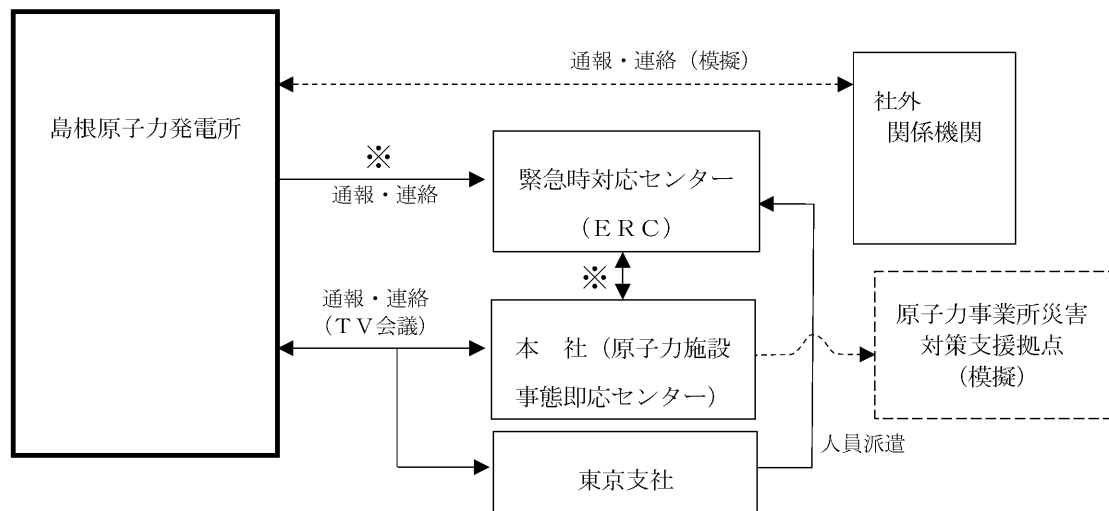 通報・連絡（模擬）
社外
関係機関
島根原子力発電所
※
通報・連絡
緊急時対応センター
（ＥＲＣ）
※
通報・連絡
（ＴＶ会議）
本　社（原子力施設
事態即応センター）
原子力事業所災害
対策支援拠点
（模擬）
人員派遣
東京支社